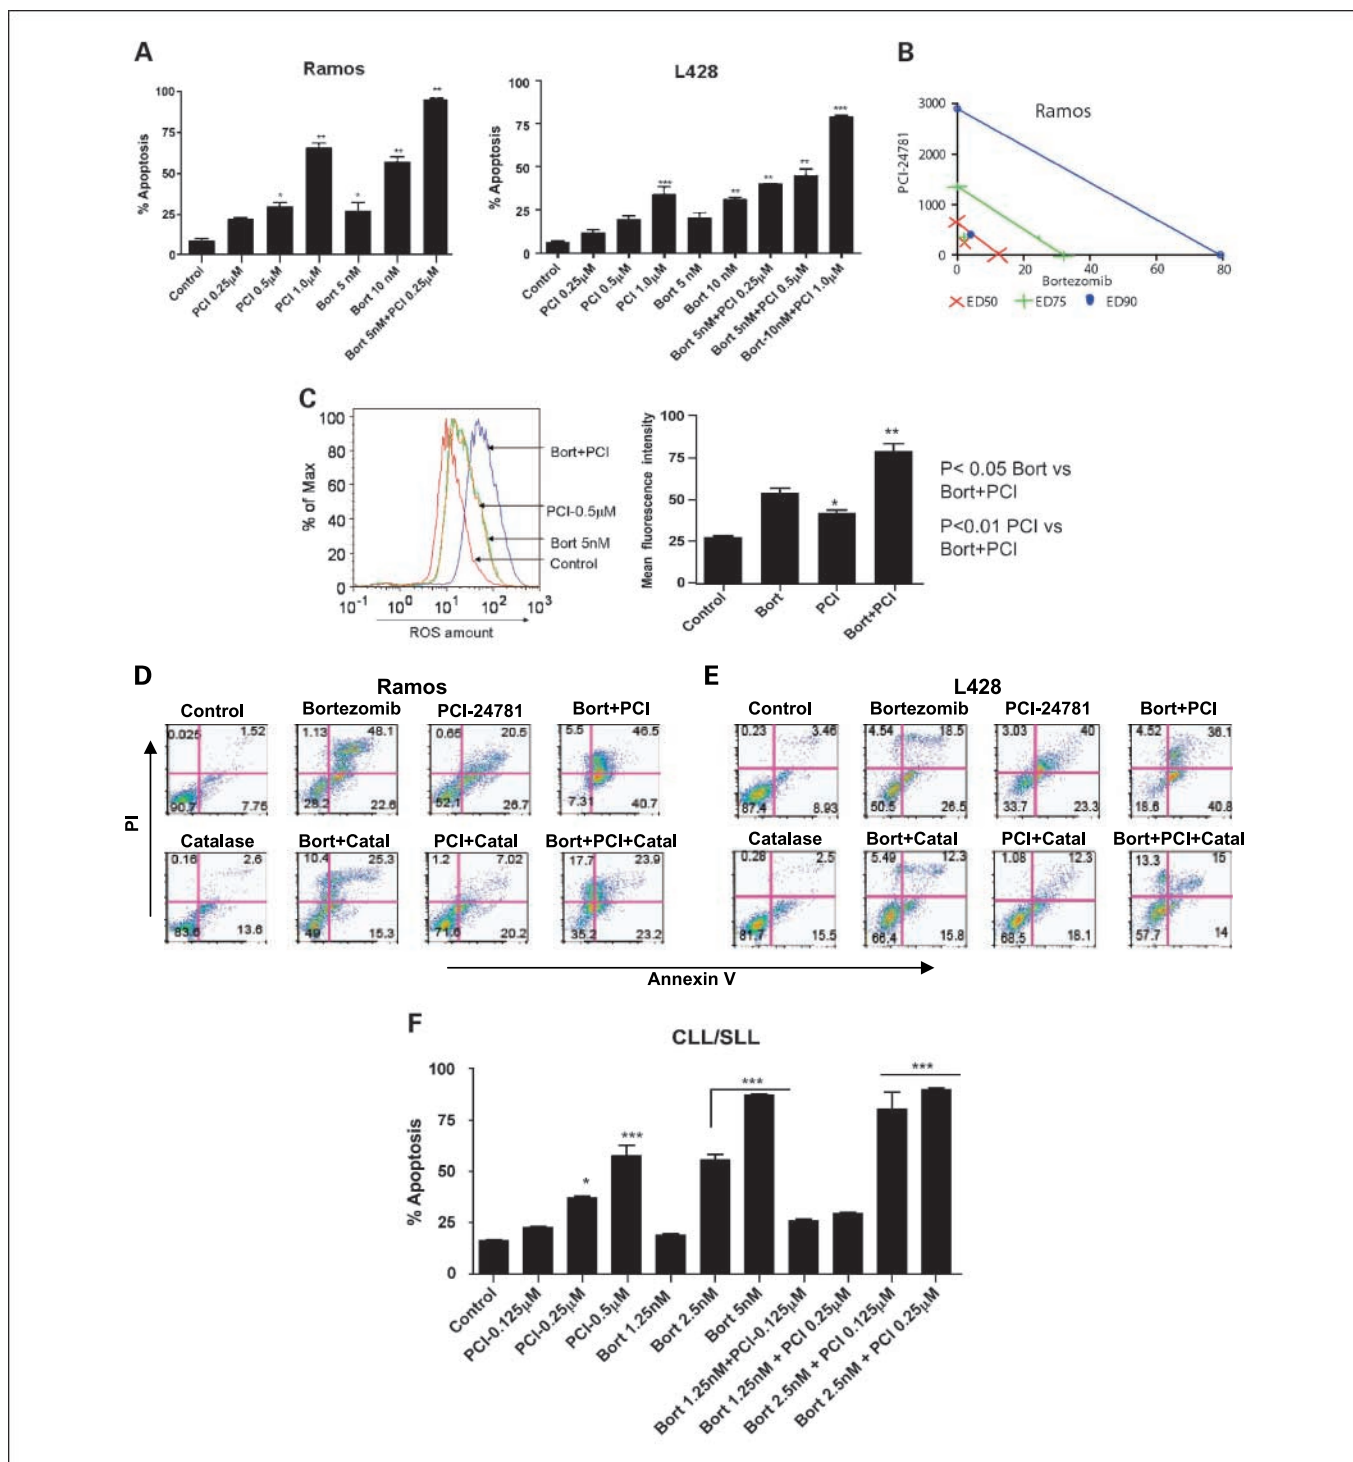 A
Ramos
L428
B
% Apoptosis
100
75
50
25
0
Control
PCI 0.25μM
PCI 0.5μM
PCI 1.0μM
Bort 5 nM
Bort 10 nM
Bort 5nM+PCI 0.25μM
*
**
*
**
**
% Apoptosis
100
75
50
25
0
Control
PCI 0.25μM
PCI 0.5μM
PCI 1.0μM
Bort 5 nM
Bort 10 nM
Bort 5nM+PCI 0.25μM
Bort 5nM+PCI 0.5μM
Bort-10nM+PCI 1.0μM
***
**
**
**
***
Ramos
PCI-24781
3000
2000
1000
0
0 20 40 60 80
Bortezomib
ED50 ED75 ED90
C
% of Max
100
80
60
40
20
0
10-1 100 101 102 103
ROS amount
Bort+PCI
PCI-0.5μM
Bort 5nM
Control
Mean fluorescence intensity
100
75
50
25
0
Control
Bort
PCI
Bort+PCI
*
**
P< 0.05 Bort vs
Bort+PCI
P<0.01 PCI vs
Bort+PCI
D
Ramos
Control Bortezomib PCI-24781 Bort+PCI
0.025 1.52 1.13 48.1 0.66 20.5 5.5 46.5
90.7 7.76 28.2 22.6 52.1 26.7 7.31 40.7
Catalase Bort+Catal PCI+Catal Bort+PCI+Catal
0.16 2.6 10.4 25.3 1.2 7.02 17.7 23.9
83.6 13.6 49 15.3 71.6 20.2 35.2 23.2
PI
E
L428
Control Bortezomib PCI-24781 Bort+PCI
0.23 3.46 4.54 18.5 3.03 40 4.52 36.1
87.4 8.93 50.5 26.5 33.7 23.3 18.6 40.8
Catalase Bort+Catal PCI+Catal Bort+PCI+Catal
0.28 2.5 5.49 12.3 1.08 12.3 13.3 15
81.7 15.5 66.4 15.8 68.5 18.1 57.7 14
Annexin V
F
CLL/SLL
% Apoptosis
100
75
50
25
0
*
***
***
***
Control
PCI-0.125μM
PCI-0.25μM
PCI-0.5μM
Bort 1.25nM
Bort 2.5nM
Bort 5nM
Bort 1.25nM+PCI-0.125μM
Bort 1.25nM + PCI 0.25μM
Bort 2.5nM + PCI 0.125μM
Bort 2.5nM + PCI 0.25μM